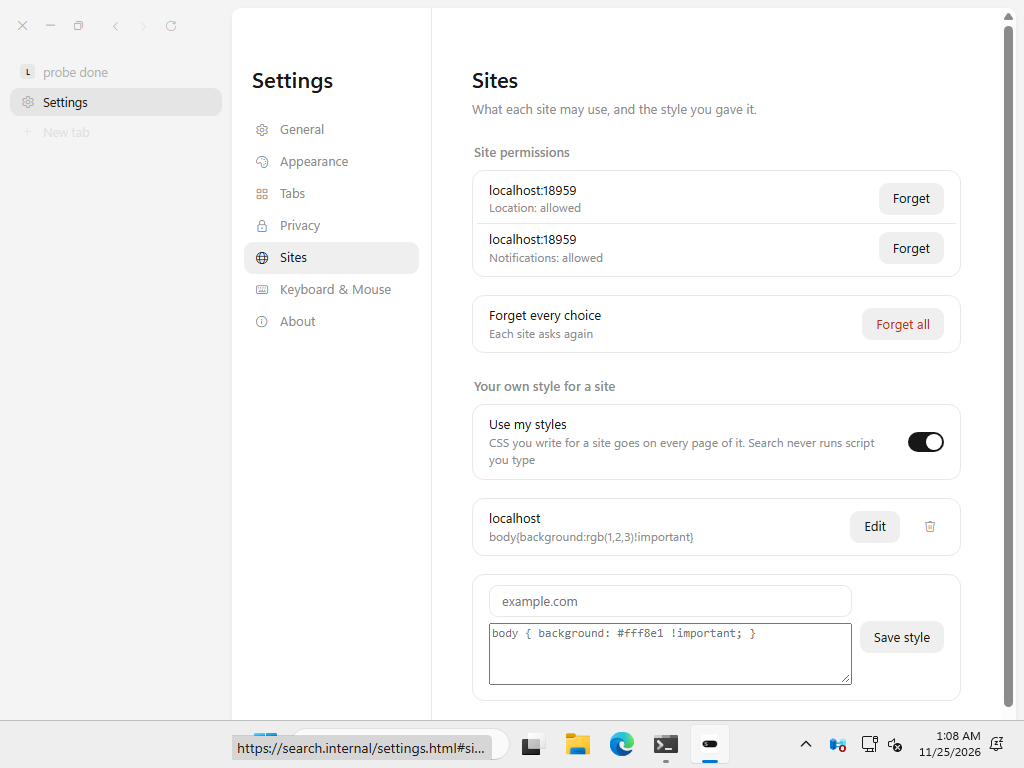 L probe done
Settings
+ New tab
Settings
General
Appearance
Tabs
Privacy
Sites
Keyboard & Mouse
About
Sites
What each site may use, and the style you gave it.
Site permissions
localhost:18959
Location: allowed
Forget
localhost:18959
Notifications: allowed
Forget
Forget every choice
Each site asks again
Forget all
Your own style for a site
Use my styles
CSS you write for a site goes on every page of it. Search never runs script
you type
localhost
body{background:rgb(1,2,3)!important}
Edit
example.com
body { background: #fff8e1 !important; }
Save style
https://search.internal/settings.html#si...
1:08 AM
11/25/2026